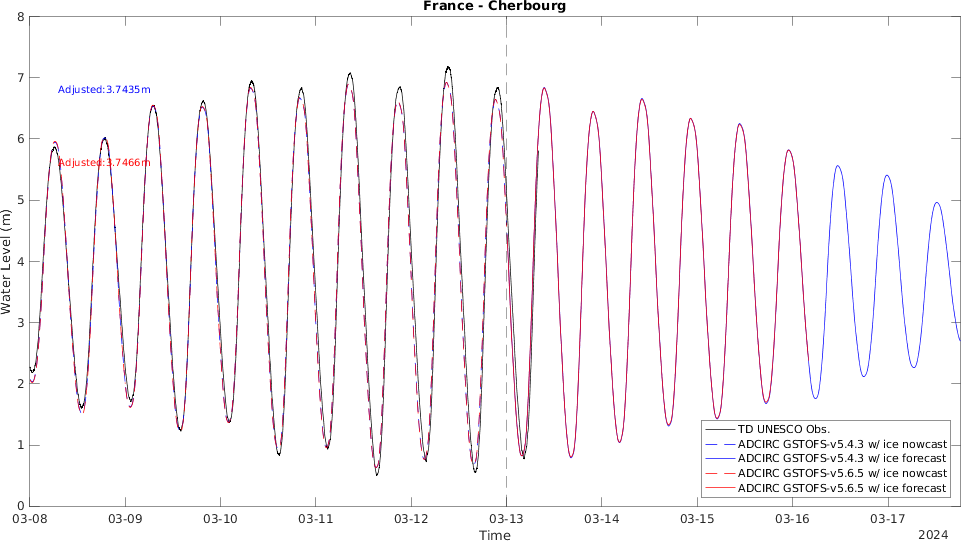 France - Cherbourg
8
7
6
5
4
3
2
1
0
Water Level (m)
Adjusted:3.7435m
Adjusted:3.7466m
TD UNESCO Obs.
ADCIRC GSTOFS-v5.4.3 w/ ice nowcast
ADCIRC GSTOFS-v5.4.3 w/ ice forecast
ADCIRC GSTOFS-v5.6.5 w/ ice nowcast
ADCIRC GSTOFS-v5.6.5 w/ ice forecast
03-08 03-09 03-10 03-11 03-12 03-13 03-14 03-15 03-16 03-17
Time
2024